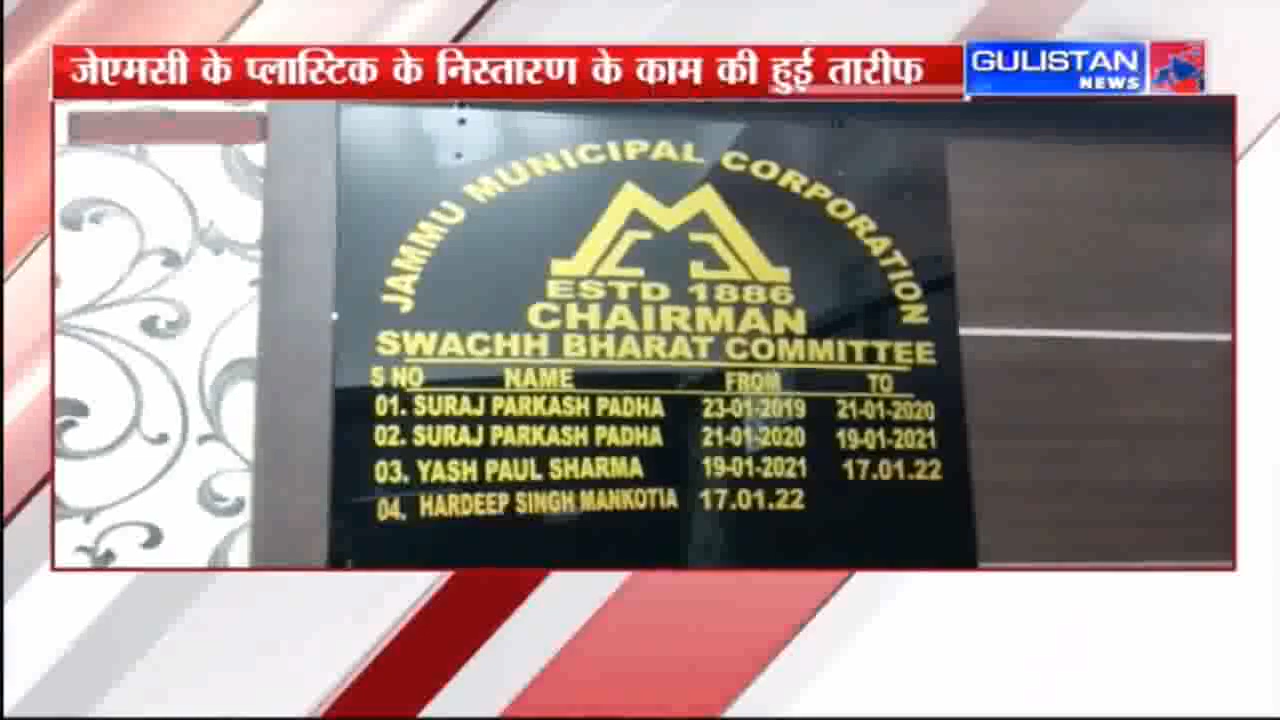 जेएमसी के प्लास्टिक के निस्तारण के काम की हुई तारीफ
GULISTAN
NEWS
JAMMU MUNICIPAL CORPORATION
ESTD 1886
CHAIRMAN
SWACHH BHARAT COMMITTEE
S NO NAME FROM TO
01. SURAJ PARKASH PADHA 23-01-2019 21-01-2020
02. SURAJ PARKASH PADHA 21-01-2020 19-01-2021
03. YASH PAUL SHARMA 19-01-2021 17.01.22
04. HARDEEP SINGH MANKOTIA 17.01.22